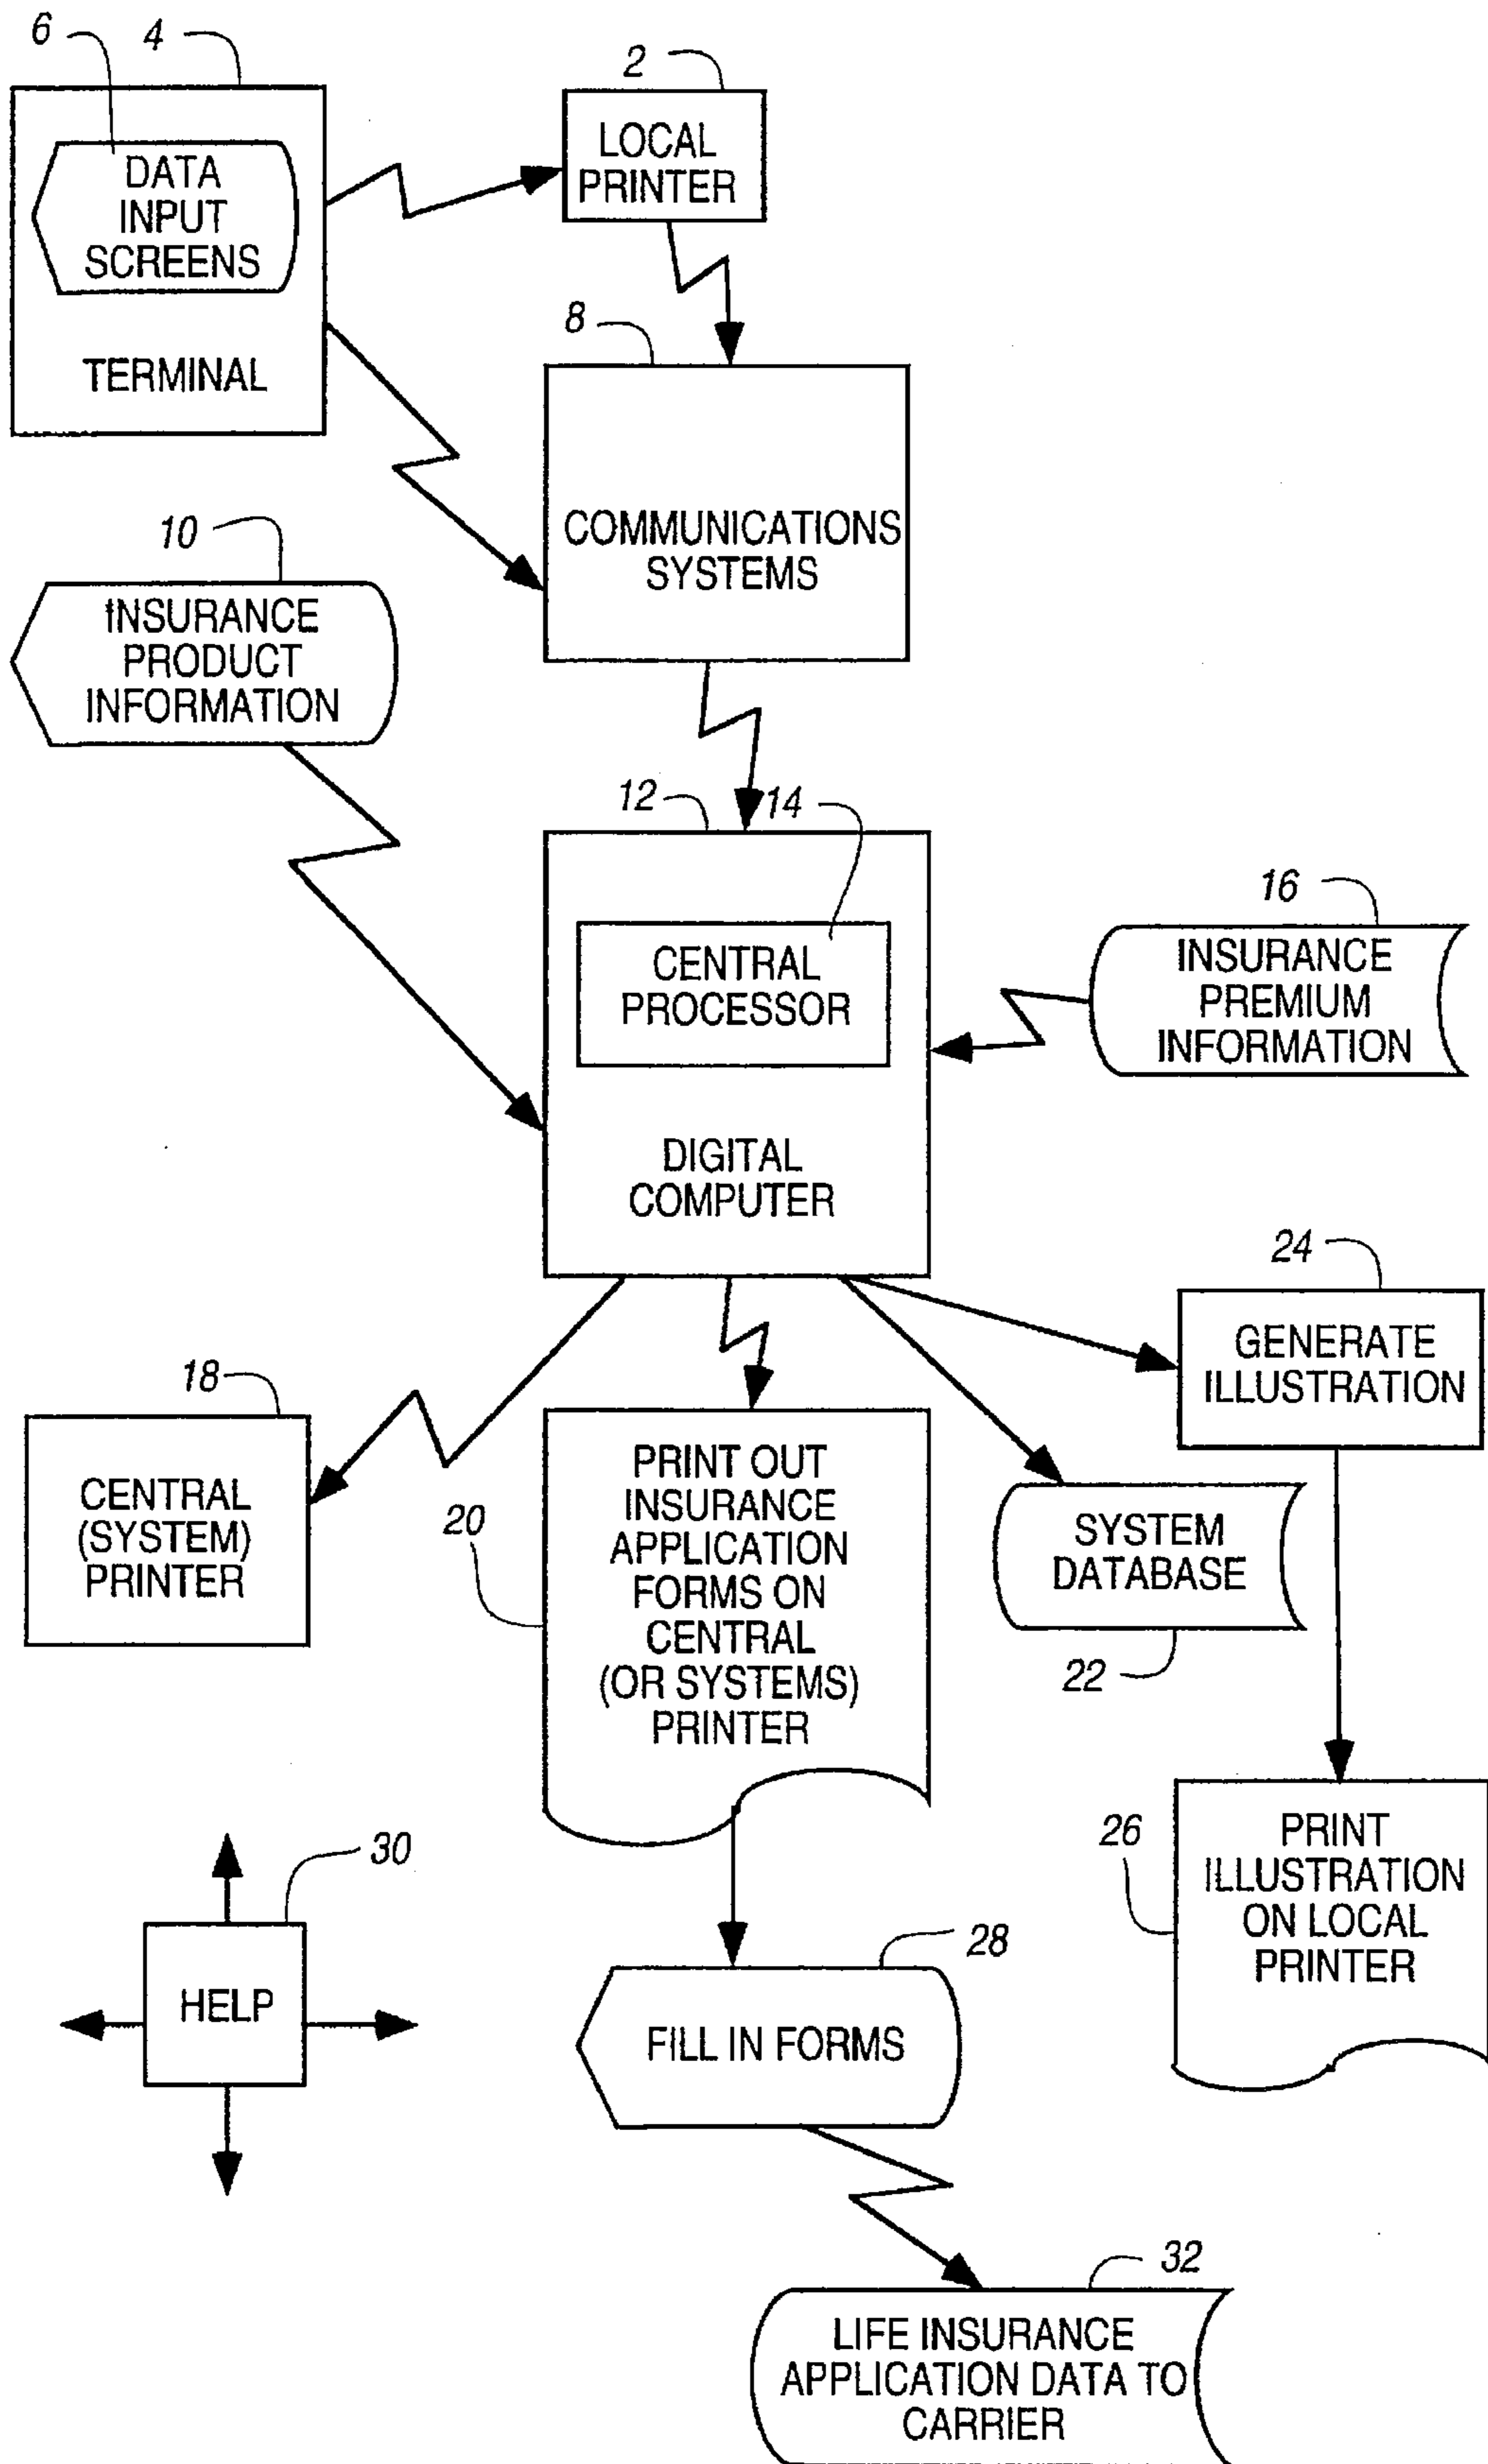 6
4
2
DATA
INPUT
SCREENS
TERMINAL
LOCAL
PRINTER
8
COMMUNICATIONS
SYSTEMS
10
INSURANCE
PRODUCT
INFORMATION
12
14
CENTRAL
PROCESSOR
DIGITAL
COMPUTER
16
INSURANCE
PREMIUM
INFORMATION
24
GENERATE
ILLUSTRATION
18
CENTRAL
(SYSTEM)
PRINTER
20
PRINT OUT
INSURANCE
APPLICATION
FORMS ON
CENTRAL
(OR SYSTEMS)
PRINTER
SYSTEM
DATABASE
22
26
PRINT
ILLUSTRATION
ON LOCAL
PRINTER
30
HELP
28
FILL IN FORMS
32
LIFE INSURANCE
APPLICATION DATA TO
CARRIER